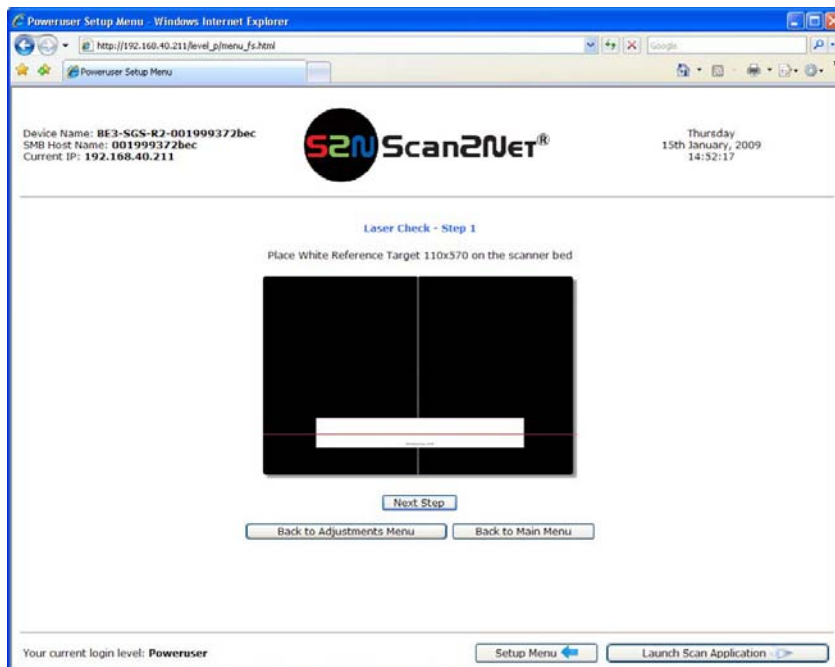 Poweruser Setup Menu - Windows Internet Explorer
http://192.168.40.211/level_p/menu_fs.html
Google
Poweruser Setup Menu
Device Name: BE3-SGS-R2-001999372bec
SMB Host Name: 001999372bec
Current IP: 192.168.40.211
S2N Scan2Net®
Thursday
15th January, 2009
14:52:17
Laser Check - Step 1
Place White Reference Target 110x570 on the scanner bed
Next Step
Back to Adjustments Menu
Back to Main Menu
Your current login level: Poweruser
Setup Menu
Launch Scan Application